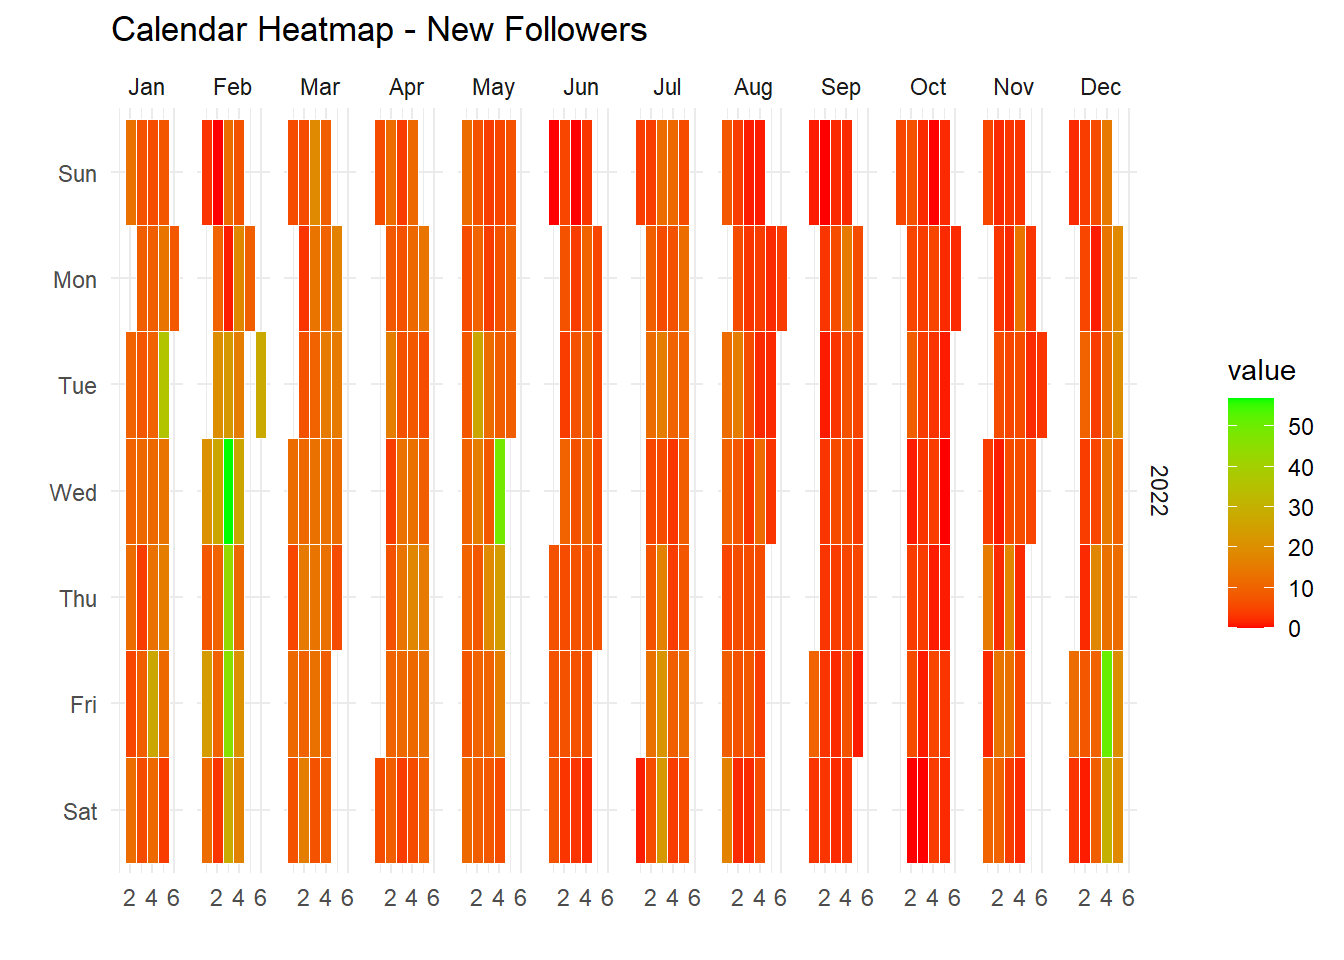 Calendar Heatmap - New Followers
Jan Feb Mar Apr May Jun Jul Aug Sep Oct Nov Dec
Sun
Mon
Tue
Wed
Thu
Fri
Sat
2 4 6 2 4 6 2 4 6 2 4 6 2 4 6 2 4 6 2 4 6 2 4 6 2 4 6 2 4 6 2 4 6 2 4 6
2022
value
50
40
30
20
10
0